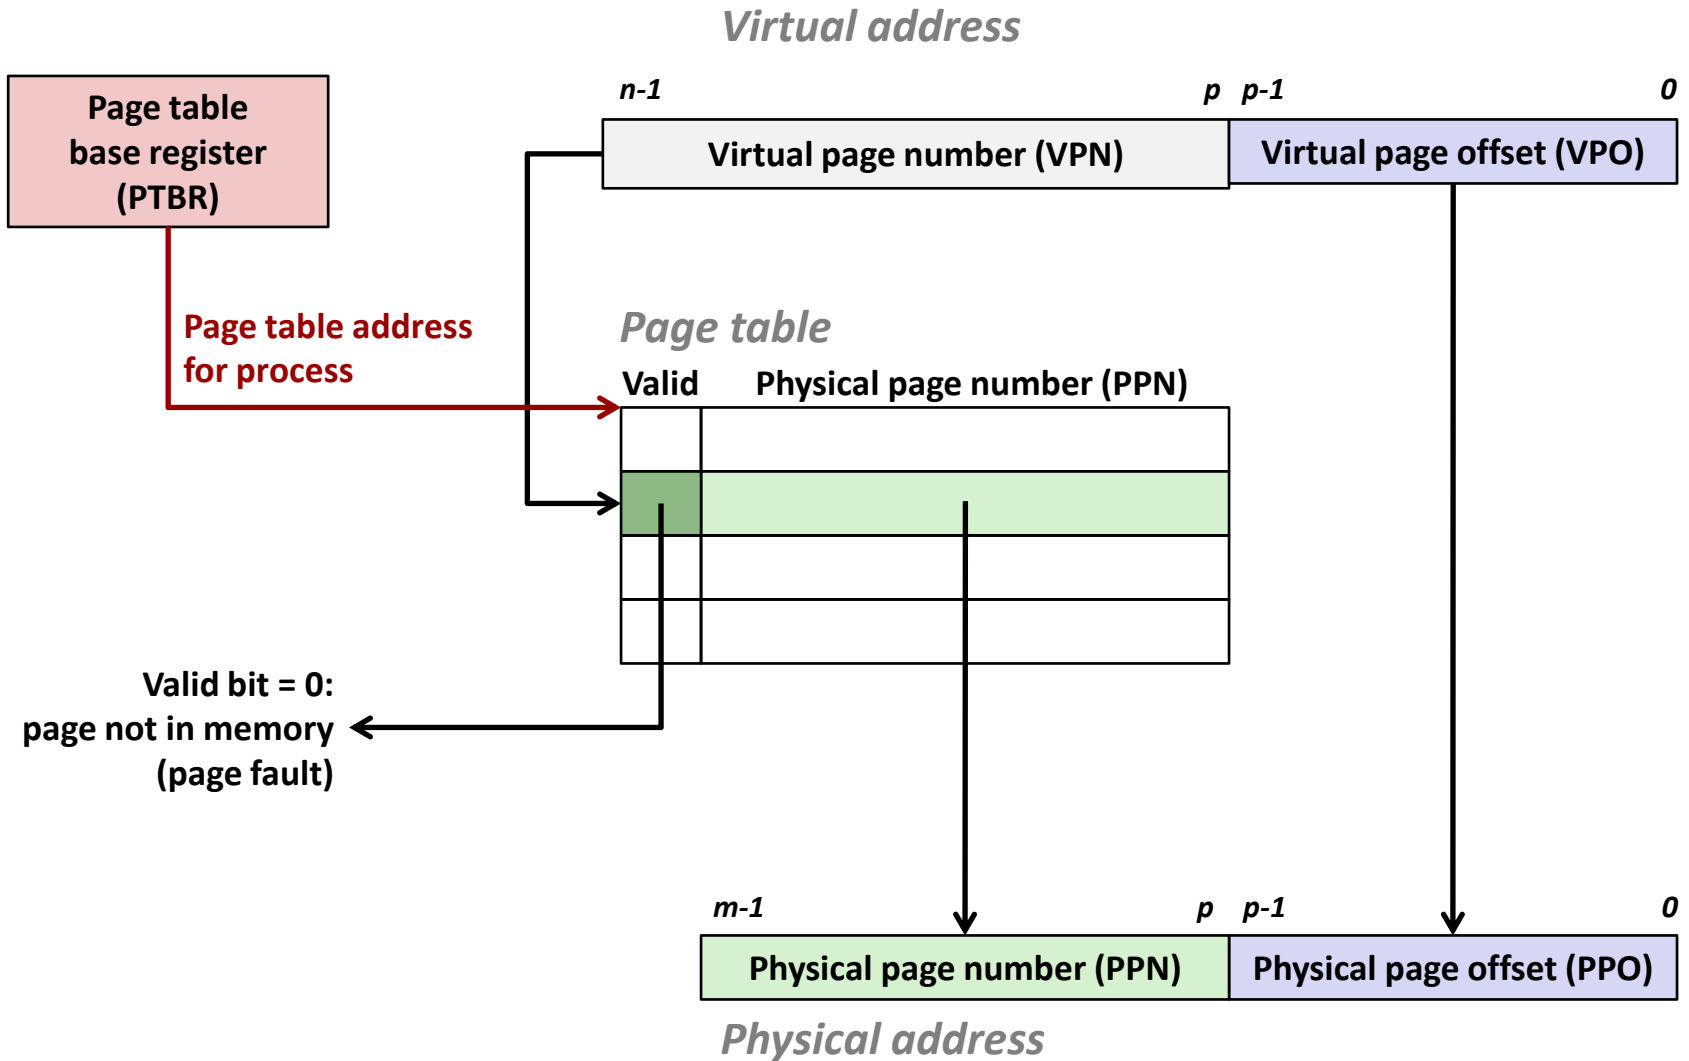 Virtual address
Page table
base register
(PTBR)
n-1
p
p-1
0
Virtual page number (VPN)
Virtual page offset (VPO)
Page table address
for process
Page table
Valid
Physical page number (PPN)
Valid bit = 0:
page not in memory
(page fault)
m-1
p
p-1
0
Physical page number (PPN)
Physical page offset (PPO)
Physical address